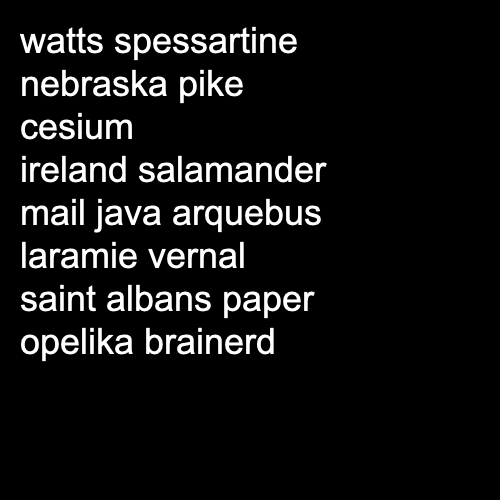 watts spessartine
nebraska pike
cesium
ireland salamander
mail java arquebus
laramie vernal
saint albans paper
opelika brainerd